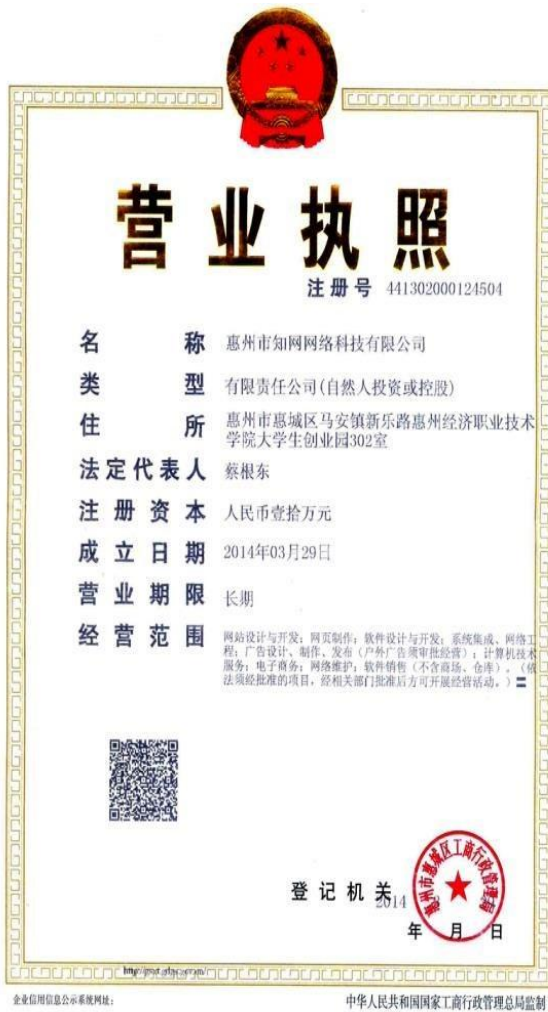 营业执照
注册号 441302000124504
名称 惠州市知网网络科技有限公司
类型 有限责任公司(自然人投资或控股)
住所 惠州市惠城区马安镇新乐路惠州经济职业技术
学院大学生创业园302室
法定代表人 蔡根东
注册资本 人民币壹拾万元
成立日期 2014年03月29日
营业期限 长期
经营范围 网站设计与开发；网页制作；软件设计与开发；系统集成、网络工
程；广告设计、制作、发布（户外广告须审批经营）；计算机技术
服务；电子商务；网络维护；软件销售（不含商场、仓库）。（依
法须经批准的项目，经相关部门批准后方可开展经营活动。）
惠州市惠城区工商行政管理局
登记机关
2014
年 月 日
企业信用信息公示系统网址：
中华人民共和国国家工商行政管理总局监制